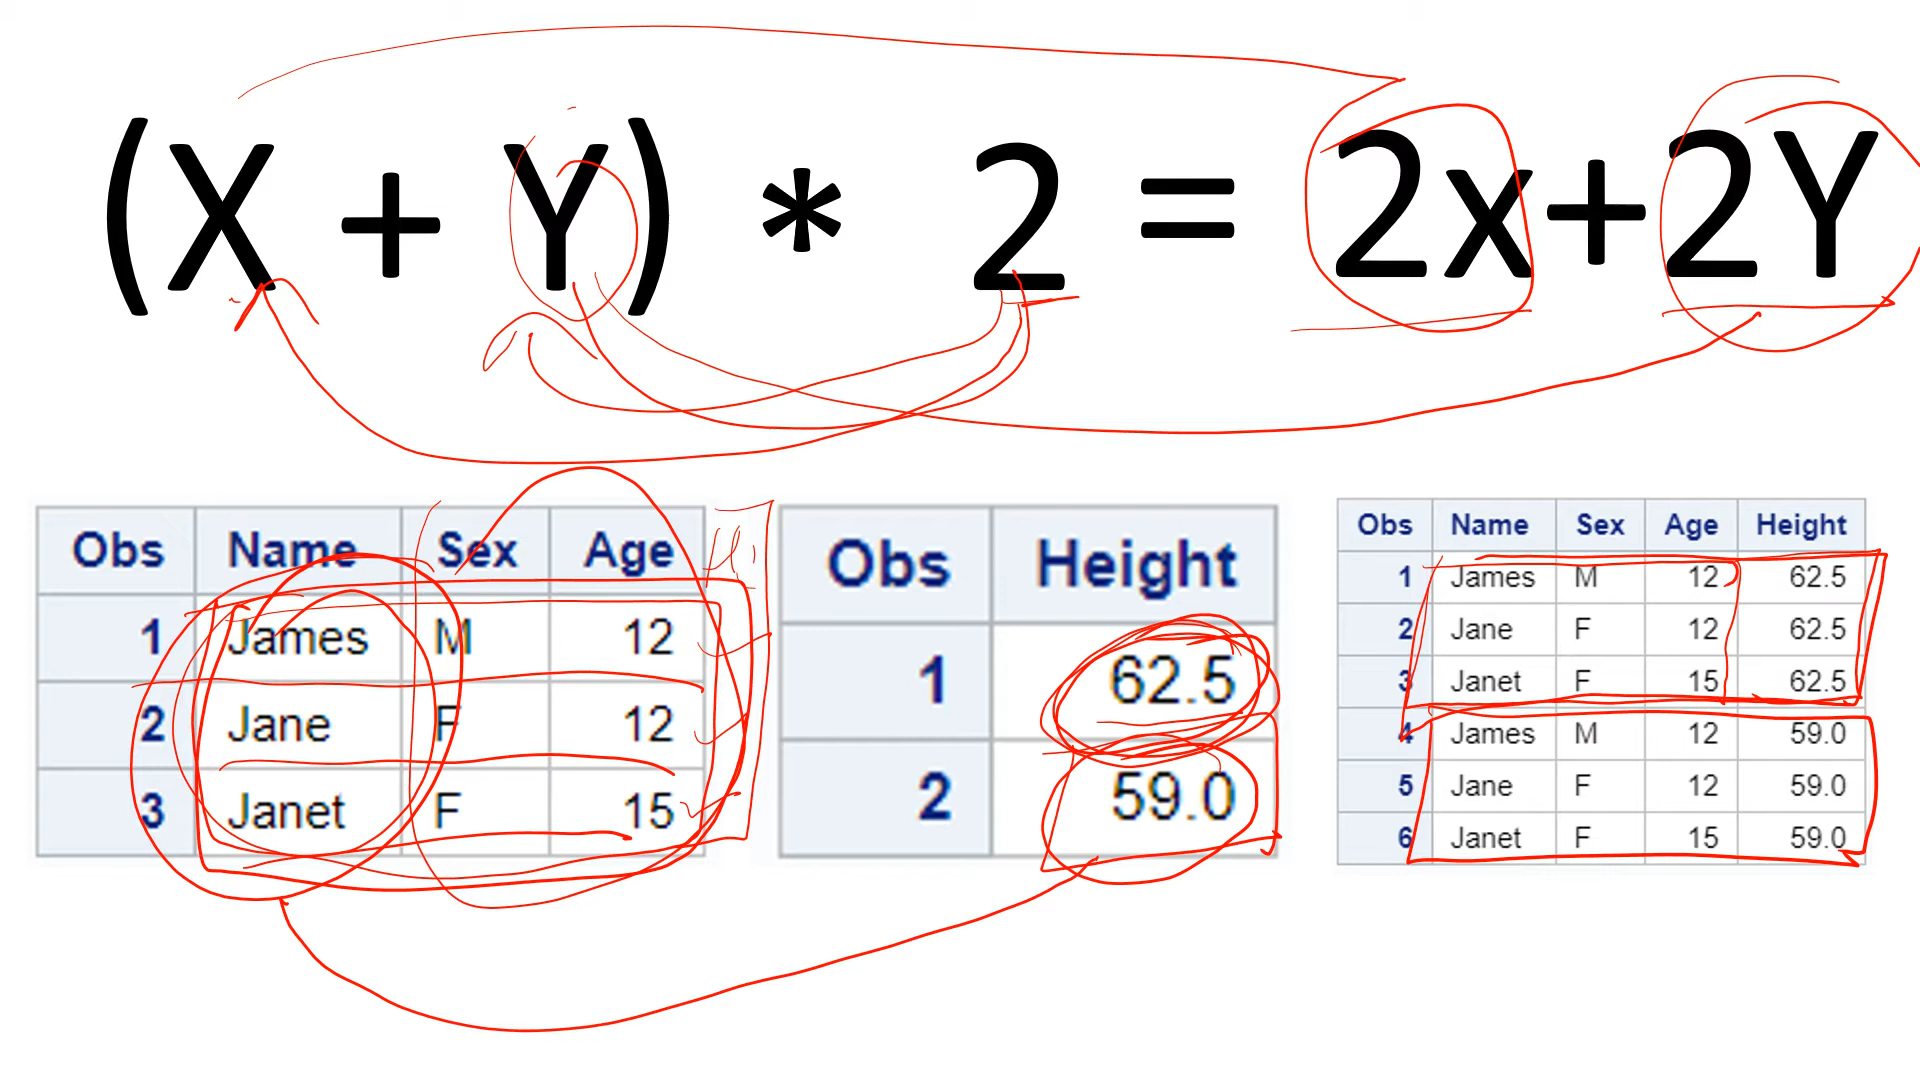 (X + Y) * 2 = 2x+2Y
Obs Name Sex Age
1 James M 12
2 Jane F 12
3 Janet F 15
Obs Height
1 62.5
2 59.0
Obs Name Sex Age Height
1 James M 12 62.5
2 Jane F 12 62.5
3 Janet F 15 62.5
4 James M 12 59.0
5 Jane F 12 59.0
6 Janet F 15 59.0